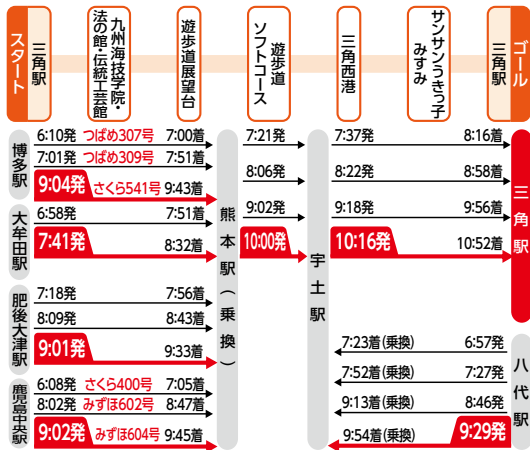 スタート
三角駅
九州海技学院・
法の館・伝統工芸館
遊歩道展望台
遊歩道
ソフトコース
三角西港
サンサンうきっ子
みすみ
三角駅
ゴール
博多駅
6:10発 つばめ307号 7:00着
7:01発 つばめ309号 7:51着
9:04発 さくら541号 9:43着
大牟田駅
6:58発 7:51着
7:41発 8:32着
肥後大津駅
7:18発 7:56着
8:09発 8:43着
9:01発 9:33着
鹿児島中央駅
6:08発 さくら400号 7:05着
8:02発 みずほ602号 8:47着
9:02発 みずほ604号 9:45着
熊本駅(乗換)
7:21発
8:06発
9:02発
10:00発
宇土駅
7:37発 8:16着
8:22発 8:58着
9:18発 9:56着
10:16発 10:52着
三角駅
7:23着(乗換) 6:57発
7:52着(乗換) 7:27発
9:13着(乗換) 8:46発
9:54着(乗換) 9:29発
八代駅